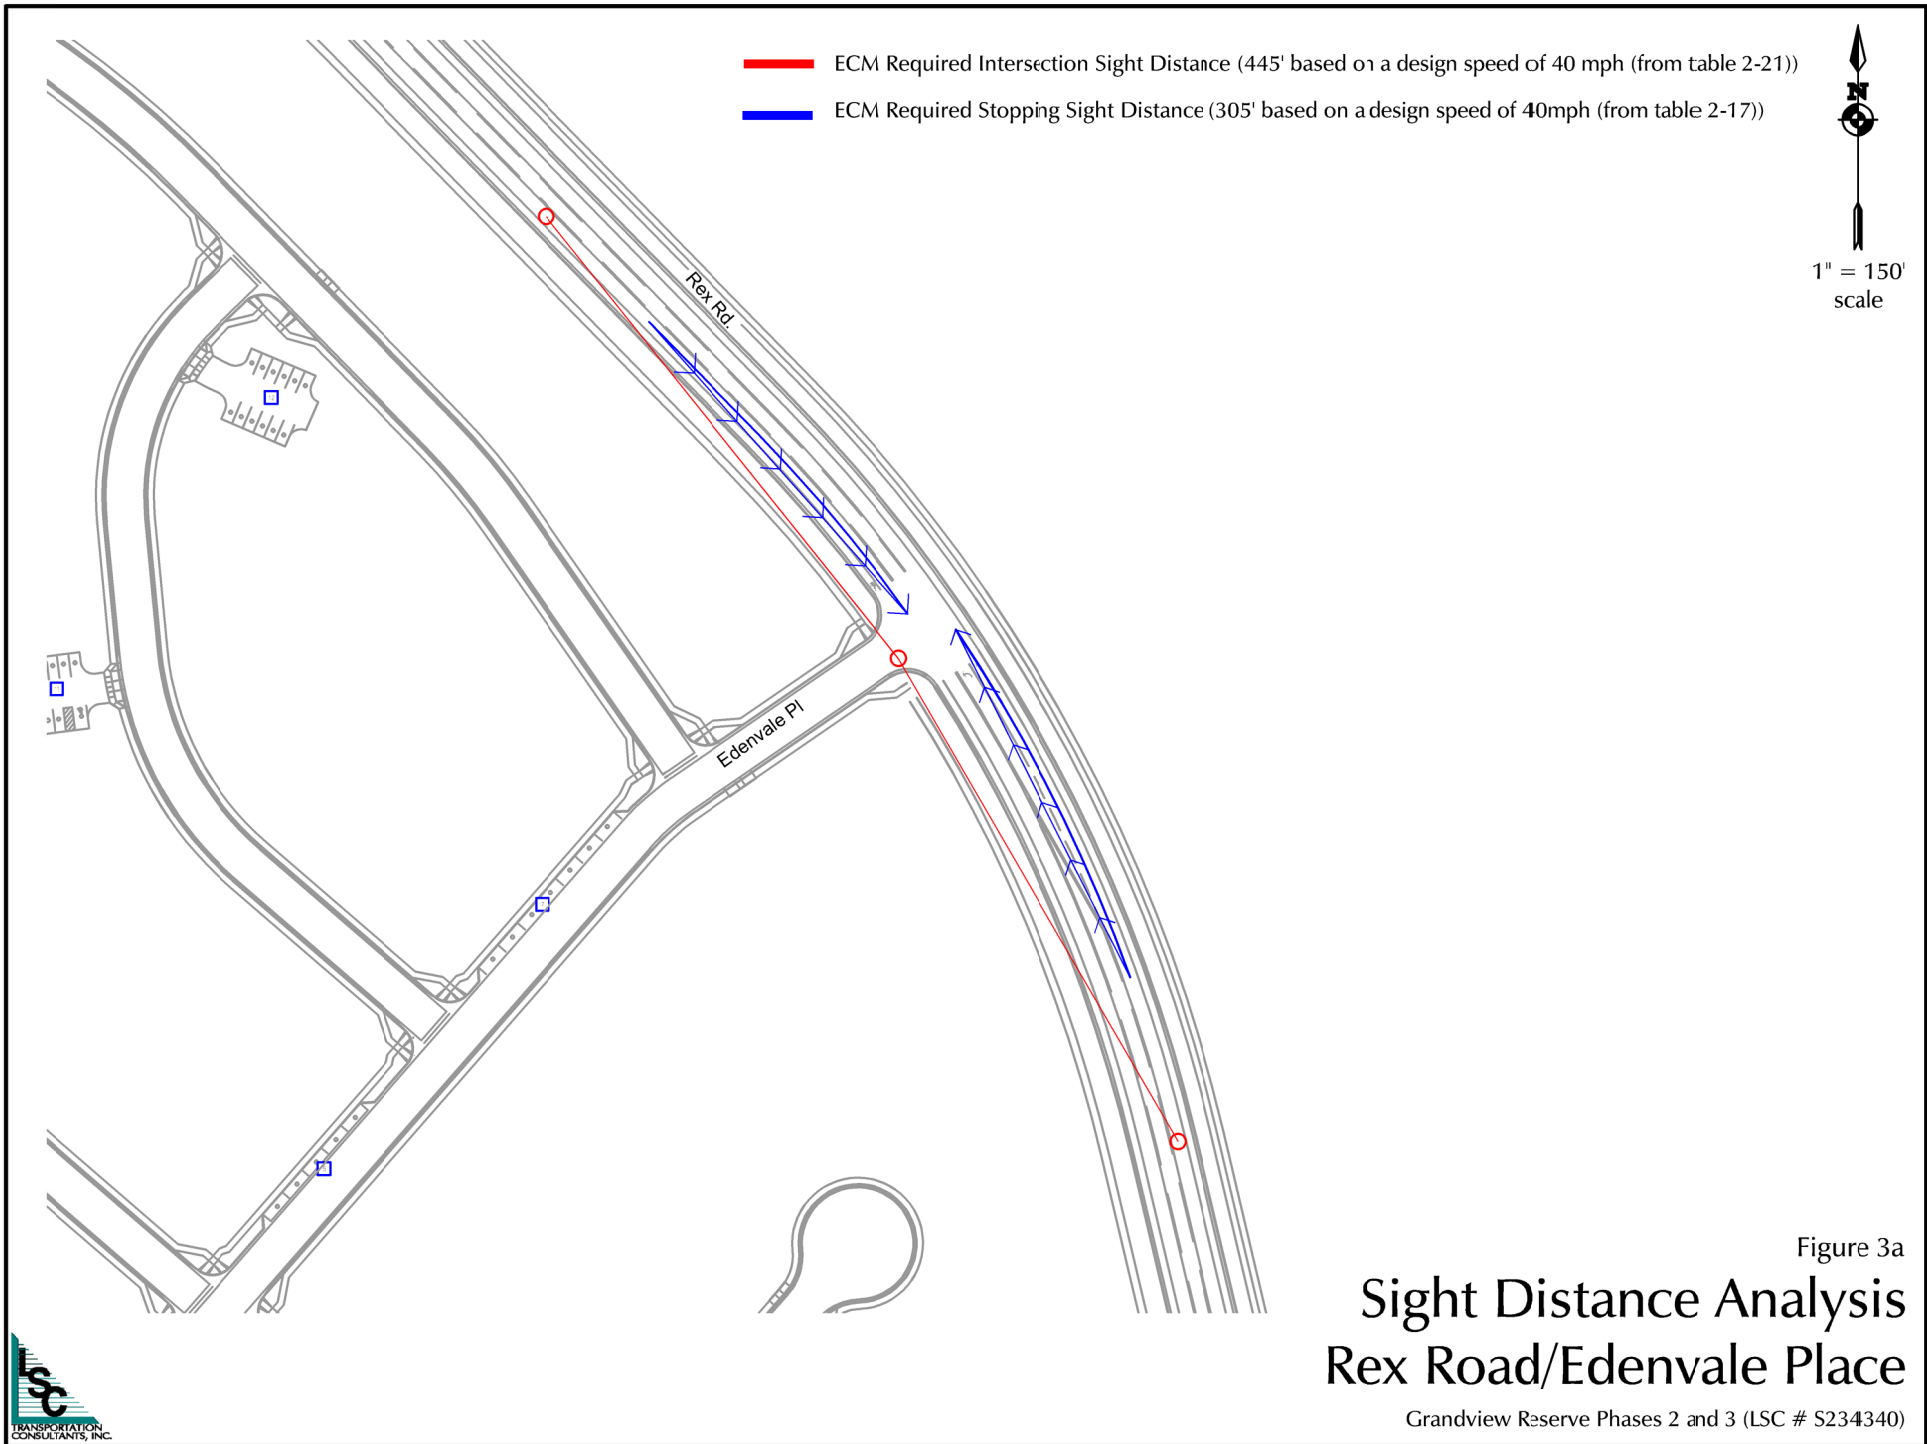 ECM Required Intersection Sight Distance (445' based on a design speed of 40 mph (from table 2-21))
ECM Required Stopping Sight Distance (305' based on a design speed of 40mph (from table 2-17))
N
1" = 150'
scale
Rex Rd.
Edenvale Pl
Figure 3a
Sight Distance Analysis
Rex Road/Edenvale Place
Grandview Reserve Phases 2 and 3 (LSC # S234340)
LSC
TRANSPORTATION
CONSULTANTS, INC.